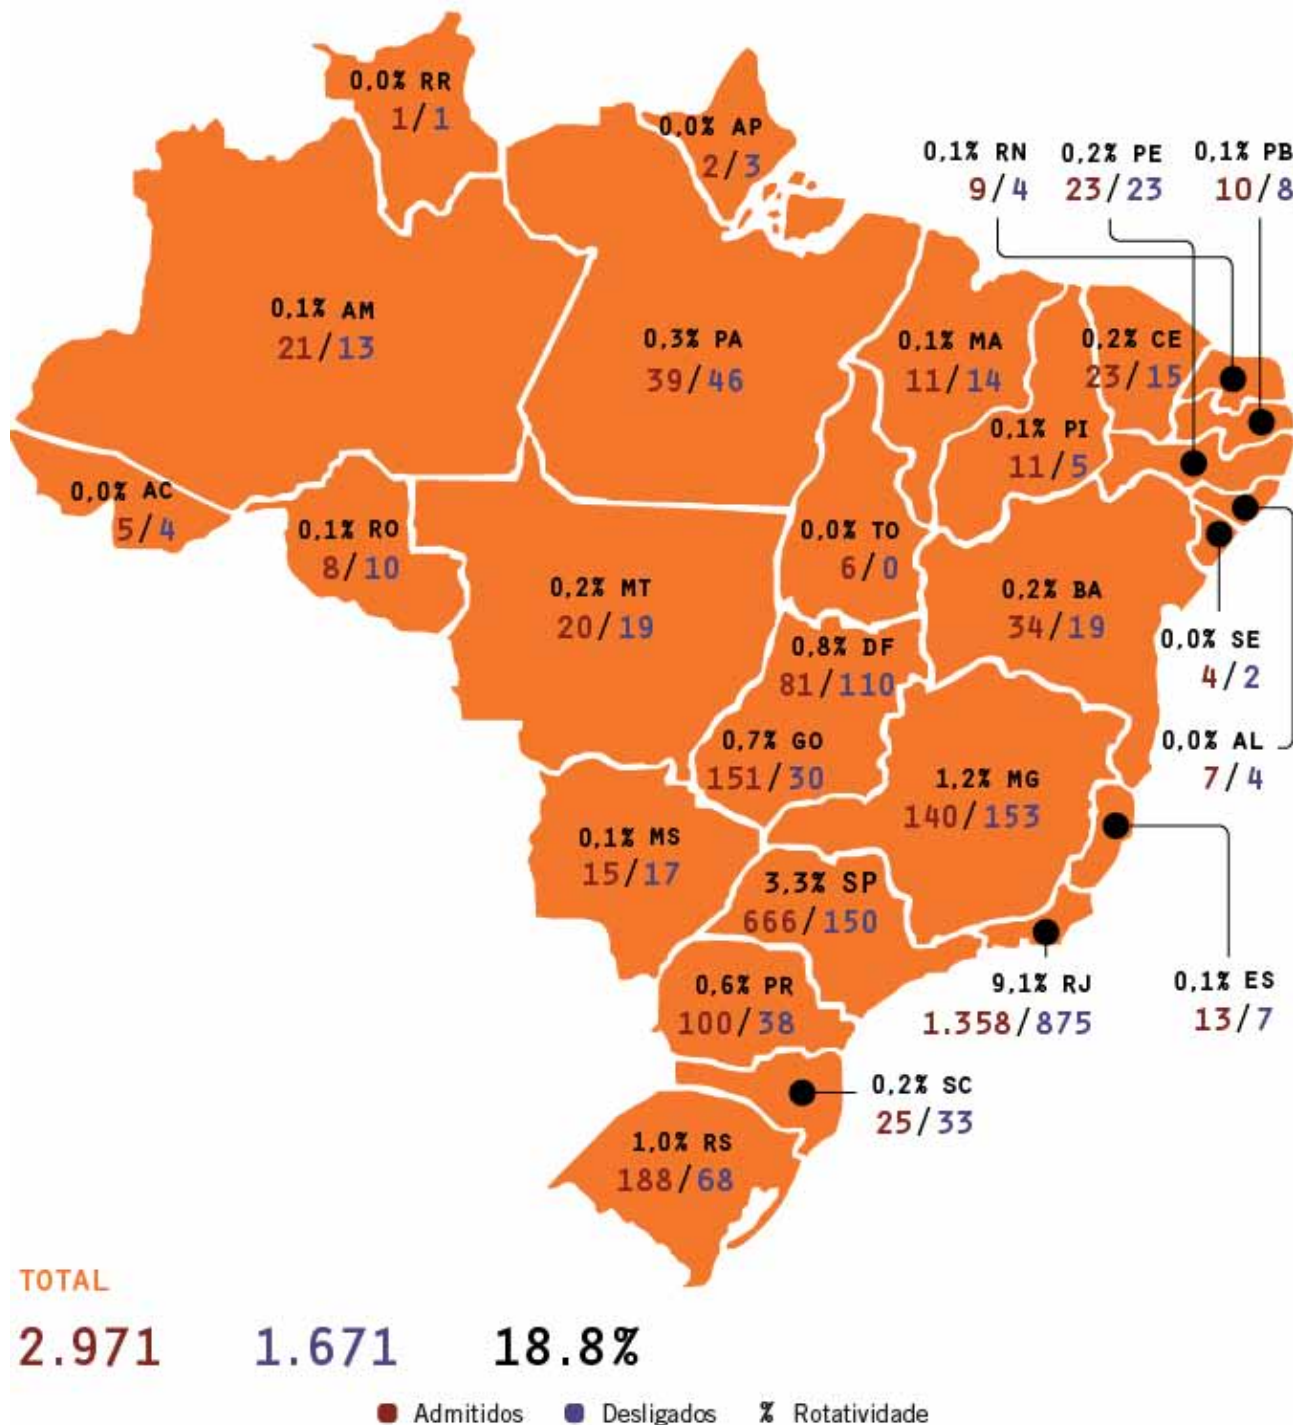 0,0% RR
1/1
0,0% AP
2/3
0,1% RN
9/4
0,2% PE
23/23
0,1% PB
10/8
0,1% AM
21/13
0,3% PA
39/46
0,1% MA
11/14
0,2% CE
23/15
0,1% PI
11/5
0,0% AC
5/4
0,1% RO
8/10
0,0% TO
6/0
0,2% MT
20/19
0,2% BA
34/19
0,8% DF
81/110
0,0% SE
4/2
0,7% GO
151/30
0,0% AL
7/4
1,2% MG
140/153
0,1% MS
15/17
3,3% SP
666/150
0,6% PR
100/38
9,1% RJ
1.358/875
0,1% ES
13/7
0,2% SC
25/33
1,0% RS
188/68
TOTAL
2.971 1.671 18.8%
Admitidos Desligados % Rotatividade